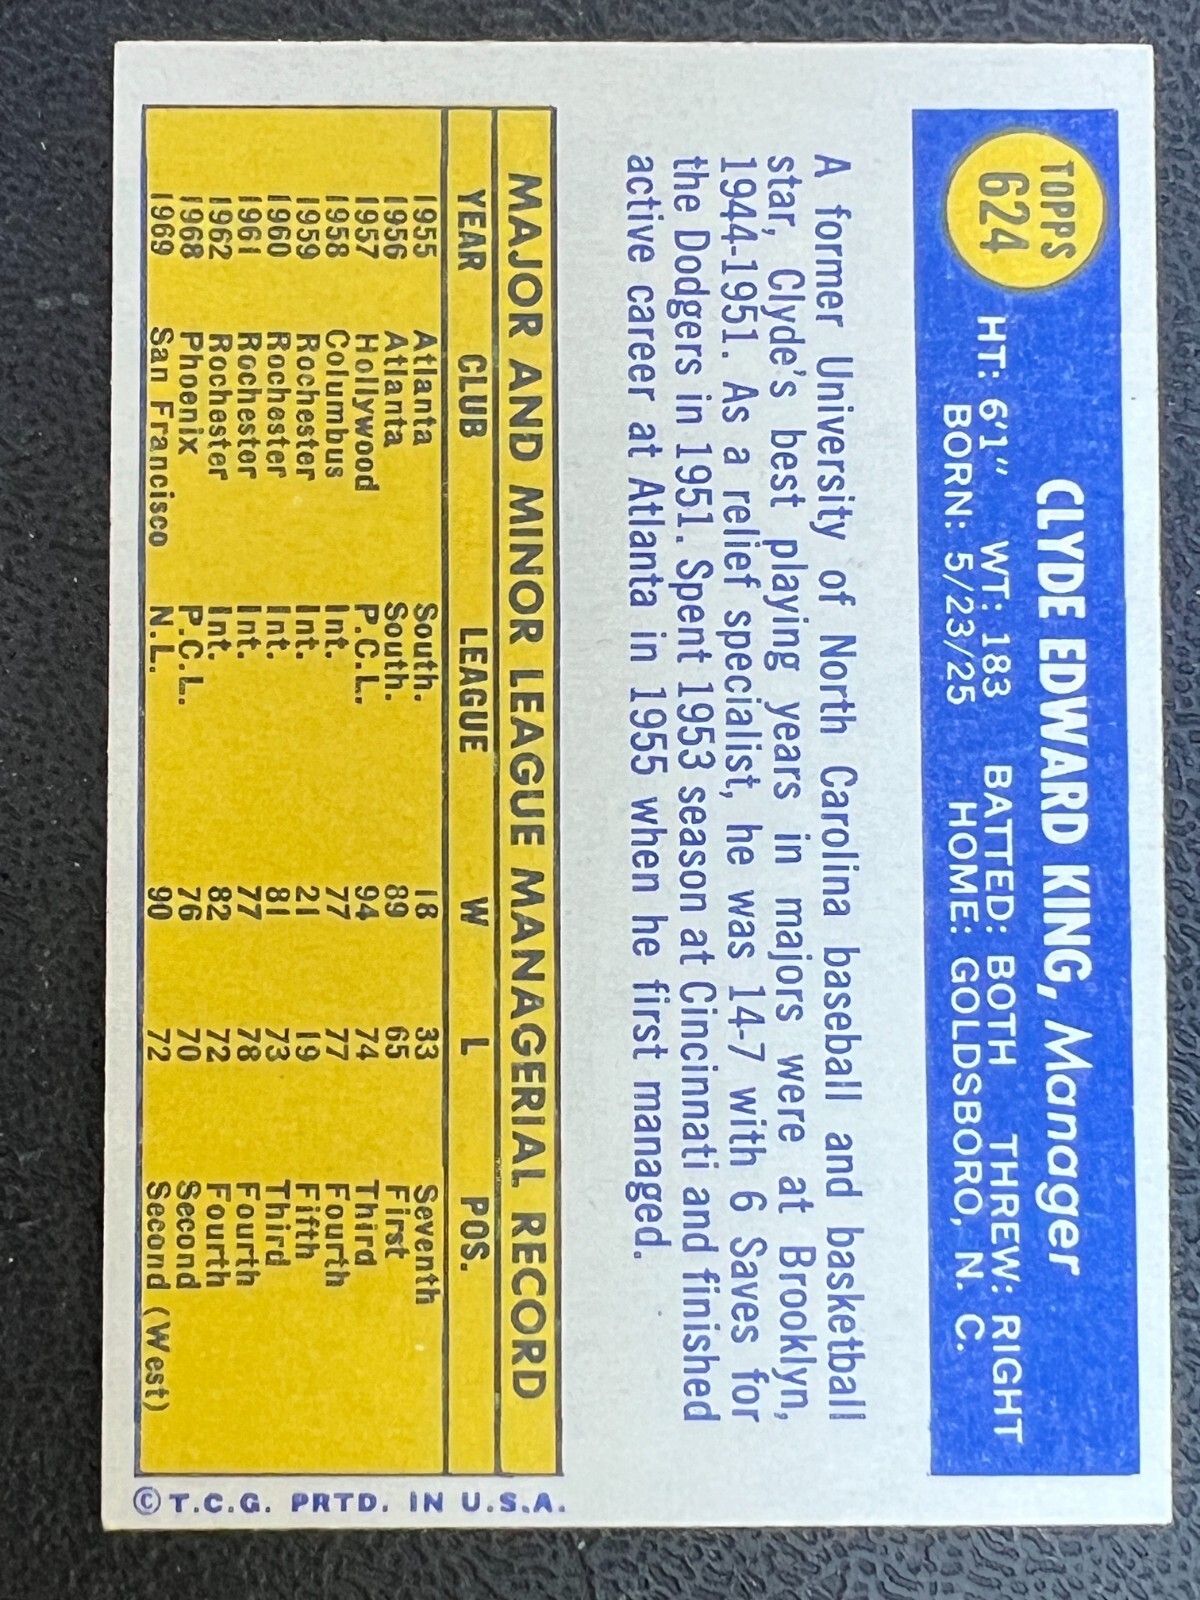 TOPPS
624
CLYDE EDWARD KING, Manager
HT: 6'1" WT: 183 BATTED: BOTH THREW: RIGHT
BORN: 5/23/25 HOME: GOLDSBORO, N. C.
A former University of North Carolina baseball and basketball
star, Clyde's best playing years in majors were at Brooklyn,
1944-1951. As a relief specialist, he was 14-7 with 6 Saves for
the Dodgers in 1951. Spent 1953 season at Cincinnati and finished
active career at Atlanta in 1955 when he first managed.
MAJOR AND MINOR LEAGUE MANAGERIAL RECORD
YEAR CLUB LEAGUE W L POS.
1955 Atlanta South. 18 33 Seventh
1956 Atlanta South. 89 65 First
1957 Hollywood P.C.L. 94 74 Third
1958 Columbus Int. 77 77 Fourth
1959 Rochester Int. 21 19 Fifth
1960 Rochester Int. 81 73 Third
1961 Rochester Int. 77 78 Fourth
1962 Rochester Int. 82 72 Fourth
1968 Phoenix P.C.L. 76 70 Second
1969 San Francisco N.L. 90 72 Second (West)
© T.C.G. PRTD. IN U.S.A.